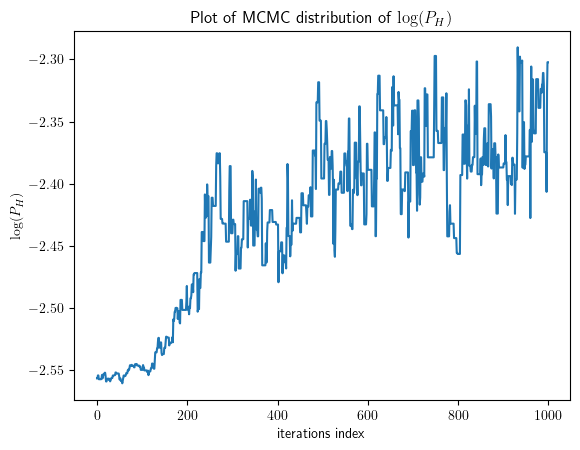 Plot of MCMC distribution of log(P_H)
log(P_H)
−2.30
−2.35
−2.40
−2.45
−2.50
−2.55
0 200 400 600 800 1000
iterations index